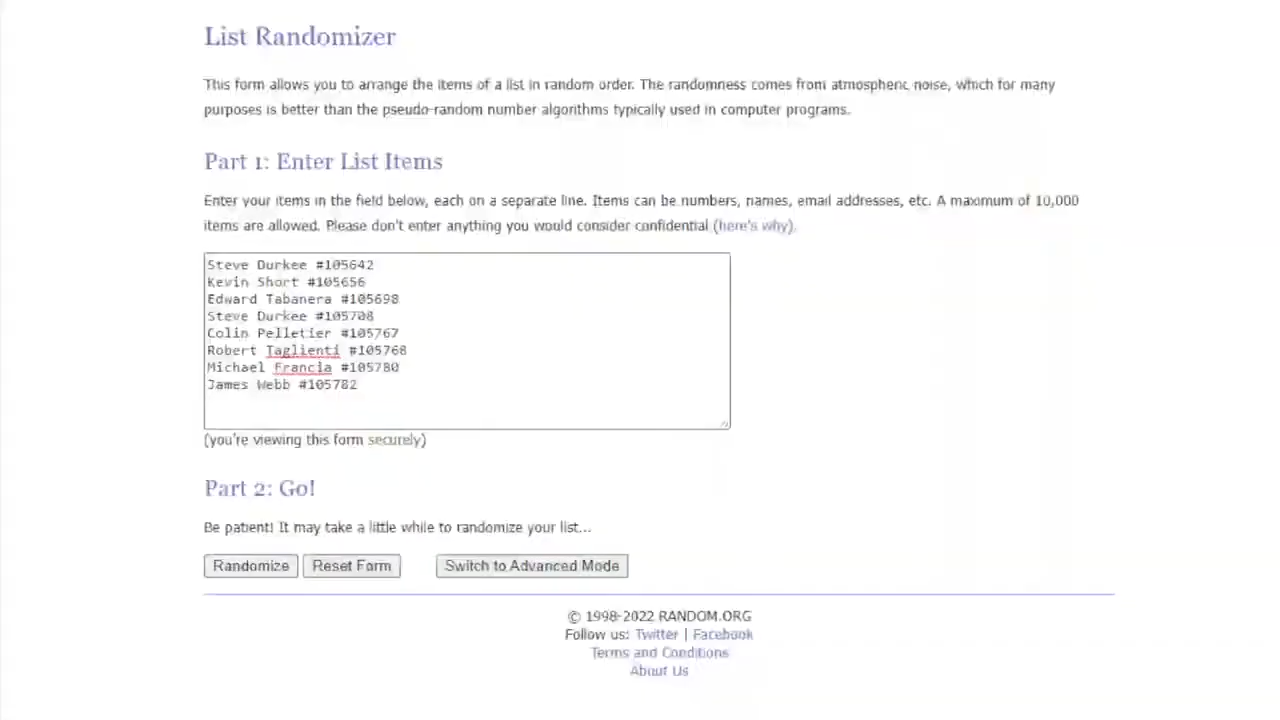 List Randomizer
This form allows you to arrange the items of a list in random order. The randomness comes from atmospheric noise, which for many
purposes is better than the pseudo-random number algorithms typically used in computer programs.
Part 1: Enter List Items
Enter your items in the field below, each on a separate line. Items can be numbers, names, email addresses, etc. A maximum of 10,000
items are allowed. Please don't enter anything you would consider confidential (here's why).
Steve Durkee #105642
Kevin Short #105656
Edward Tabanera #105698
Steve Durkee #105708
Colin Pelletier #105767
Robert Taglienti #105768
Michael Francia #105780
James Webb #105782
(you're viewing this form securely)
Part 2: Go!
Be patient! It may take a little while to randomize your list...
Randomize Reset Form Switch to Advanced Mode
© 1998-2022 RANDOM.ORG
Follow us: Twitter | Facebook
Terms and Conditions
About Us